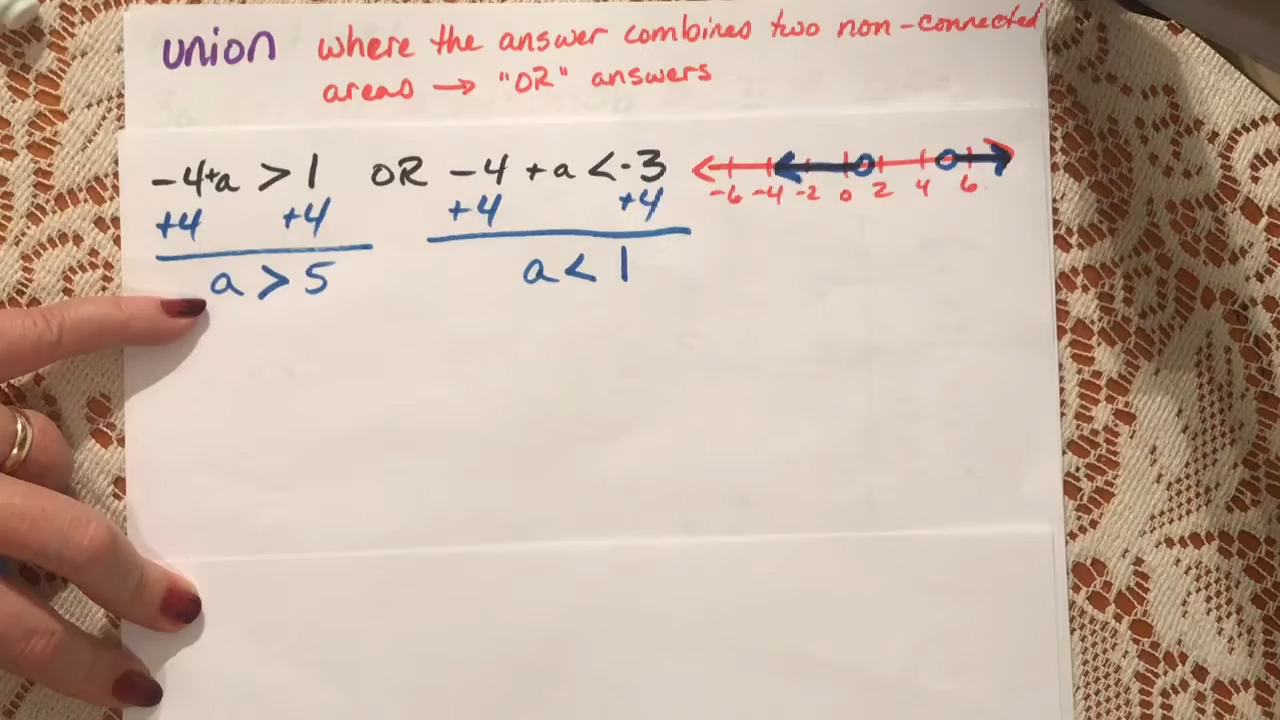 union where the answer combines two non-connected
areas → "OR" answers
-4+a > 1 OR -4 + a < -3
+4 +4 +4 +4
a > 5 a < 1
-6 -4 -2 0 2 4 6